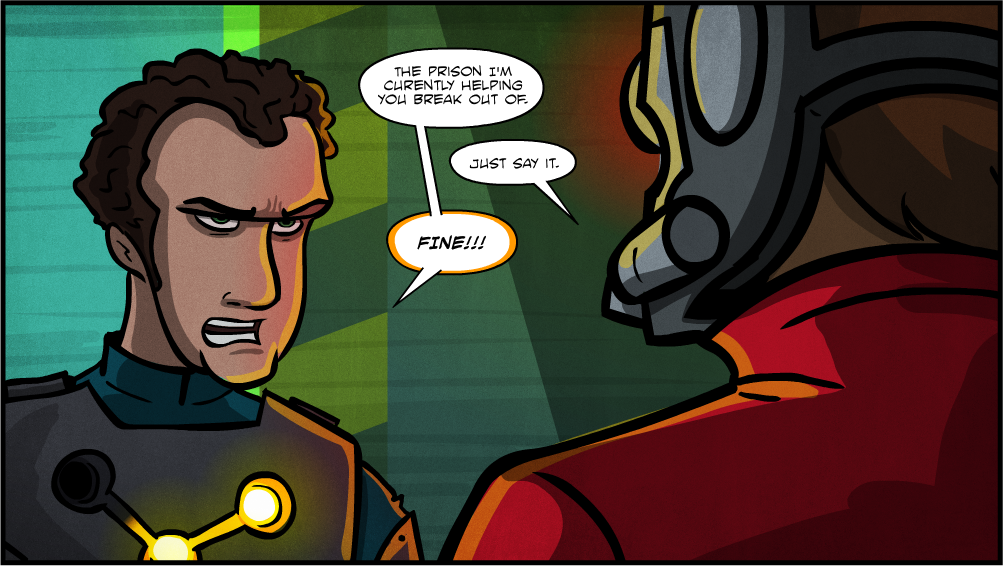 THE PRISON I'M
CURENTLY HELPING
YOU BREAK OUT OF.
JUST SAY IT.
FINE!!!